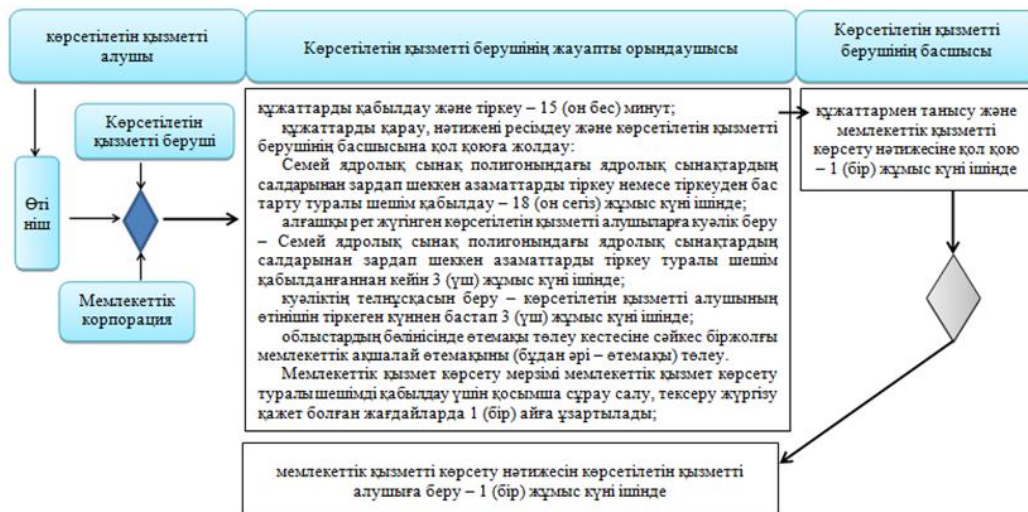 көрсетілетін қызметті
алушы
Көрсетілетін қызметті берушінің жауапты орындаушысы
Көрсетілетін қызметті
берушінің басшысы
Көрсетілетін
қызметті беруші
Өті
ніш
Мемлекеттік
корпорация
құжаттарды қабылдау және тіркеу – 15 (он бес) минут;
құжаттарды қарау, нәтижені ресімдеу және көрсетілетін қызметті
берушінің басшысына қол қоюға жолдау:
Семей ядролық сынақ полигонындағы ядролық сынақтардың
салдарынан зардап шеккен азаматтарды тіркеу немесе тіркеуден бас
тарту туралы шешім қабылдау – 18 (он сегіз) жұмыс күні ішінде;
алғашқы рет жүгінген көрсетілетін қызметті алушыларға куәлік беру
– Семей ядролық сынақ полигонындағы ядролық сынақтардың
салдарынан зардап шеккен азаматтарды тіркеу туралы шешім
қабылданғаннан кейін 3 (үш) жұмыс күні ішінде;
куәліктің телнұсқасын беру – көрсетілетін қызметті алушының
өтінішін тіркеген күннен бастап 3 (үш) жұмыс күні ішінде;
облыстардың бөлінісінде өтемақы төлеу кестесіне сәйкес біржолғы
мемлекеттік ақшалай өтемақыны (бұдан әрі – өтемақы) төлеу.
Мемлекеттік қызмет көрсету мерзімі мемлекеттік қызмет көрсету
туралы шешімді қабылдау үшін қосымша сұрау салу, тексеру жүргізу
қажет болған жағдайларда 1 (бір) айға ұзартылады;
құжаттармен танысу және
мемлекеттік қызметті
көрсету нәтижесіне қол қою
– 1 (бір) жұмыс күні ішінде
мемлекеттік қызметті көрсету нәтижесін көрсетілетін қызметті
алушыға беру – 1 (бір) жұмыс күні ішінде